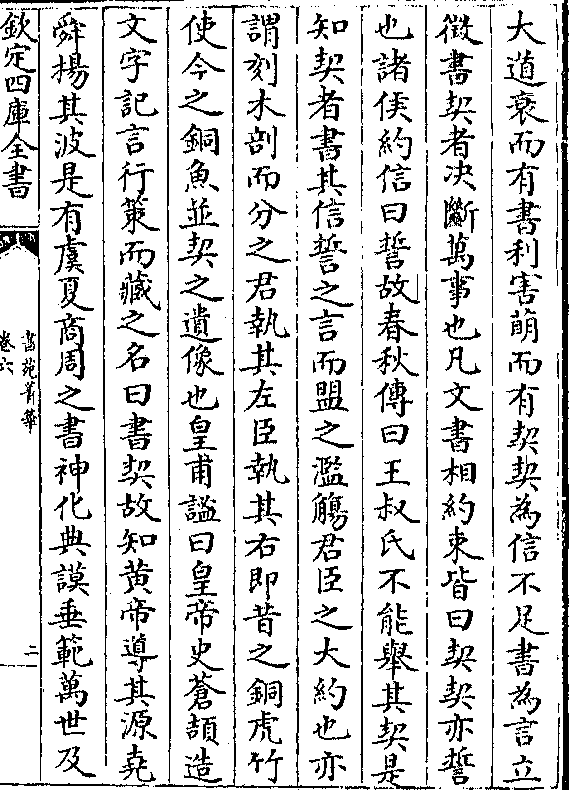 大道衰而有書利害萌而有契契為信不足書為言立
徵書契者決斷萬事也凡文書相約束皆曰契契亦誓
也諸侯約信曰誓故春秋傳曰王叔氏不能舉其契是
知契者書其信誓之言而盟之濫觴君臣之大約也亦
謂刻木剖而分之君執其左臣執其右即昔之銅虎竹
使今之銅魚並契之遺像也皇甫謐曰皇帝史蒼頡造
文字記言行策而藏之名曰書契故知黃帝導其源堯
舜揚其波是有虞夏商周之書神化典謨垂範萬世及
欽定四庫全書
書苑菁華
卷六
二